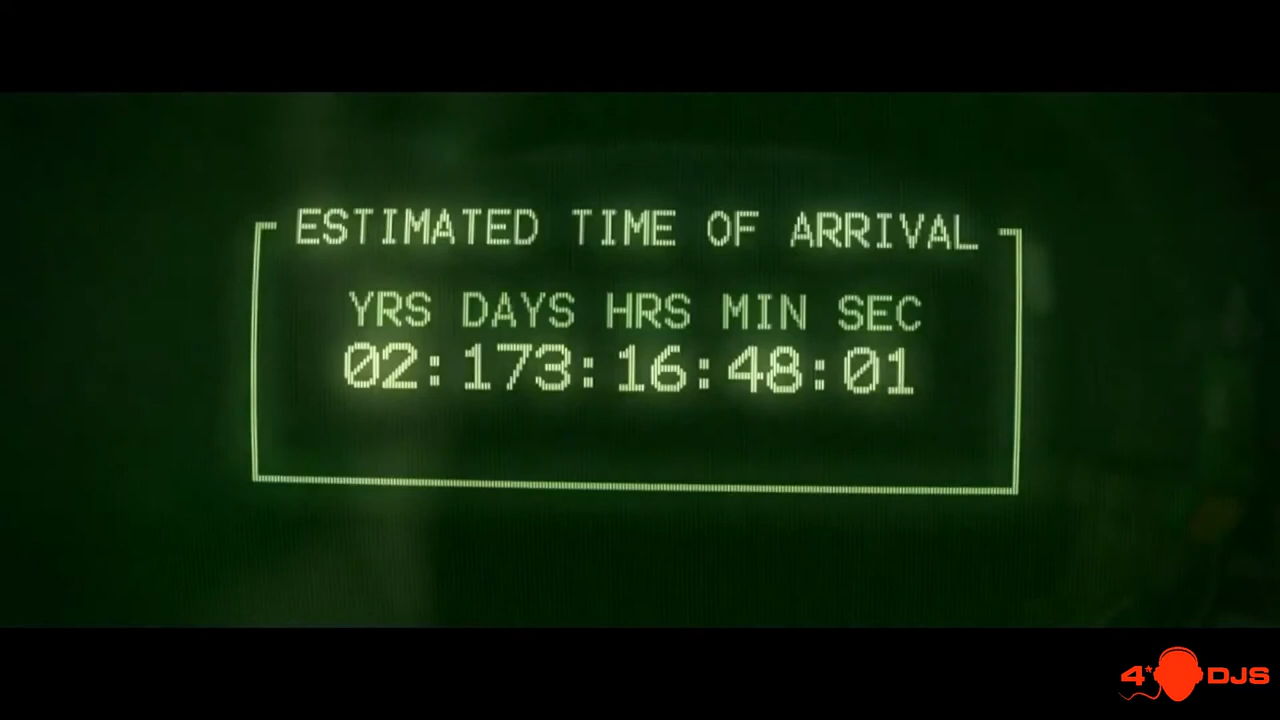 ESTIMATED TIME OF ARRIVAL
YRS DAYS HRS MIN SEC
02:173:16:48:01
4* DJS